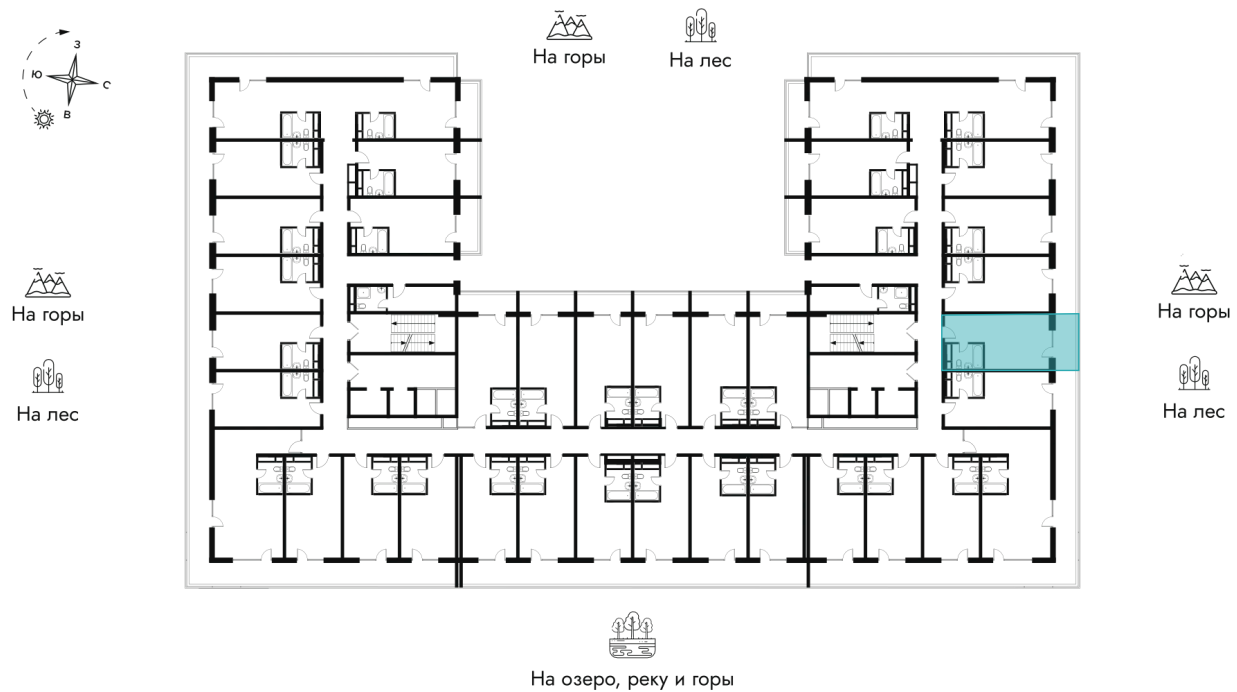 На горы
На лес
З
Ю
С
В
На горы
На лес
На горы
На лес
На озеро, реку и горы